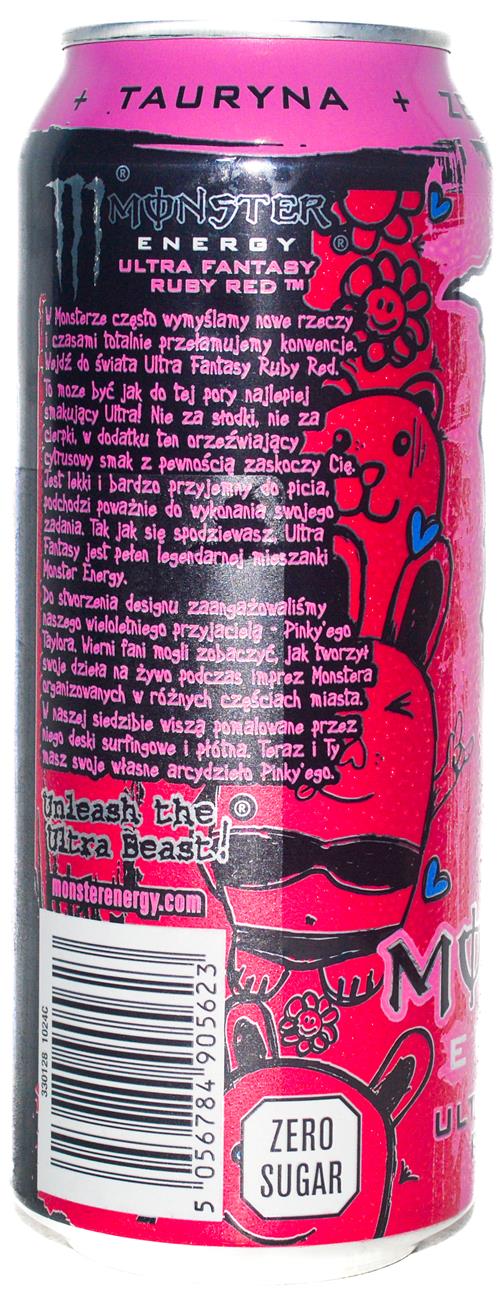 + TAURYNA +
MONSTER ®
ENERGY ®
ULTRA FANTASY
RUBY RED ™
W Monsterze często wymyślamy nowe rzeczy
i czasami totalnie przełamujemy konwencje.
Wejdź do świata Ultra Fantasy Ruby Red.
To może być jak do tej pory najlepiej
smakujący Ultra! Nie za słodki, nie za
cierpki, w dodatku ten orzeźwiający
cytrusowy smak z pewnością zaskoczy Cię.
Jest lekki i bardzo przyjemny do picia,
podchodzi poważnie do wykonania swojego
zadania. Tak jak się spodziewasz, Ultra
Fantasy jest pełen legendarnej mieszanki
Monster Energy.
Do stworzenia designu zaangażowaliśmy
naszego wieloletniego przyjaciela - Pinky'ego
Taylora. Wierni fani mogli zobaczyć, jak tworzył
swoje dzieła na żywo podczas imprez Monstera
organizowanych w różnych częściach miasta.
W naszej siedzibie wiszą pomalowane przez
niego deski surfingowe i płótna. Teraz i Ty
masz swoje własne arcydzieło Pinky'ego.
Unleash the ®
Ultra Beast!
monsterenergy.com
330128 1024C
5 056784 905623
ZERO
SUGAR
M
E
ULT